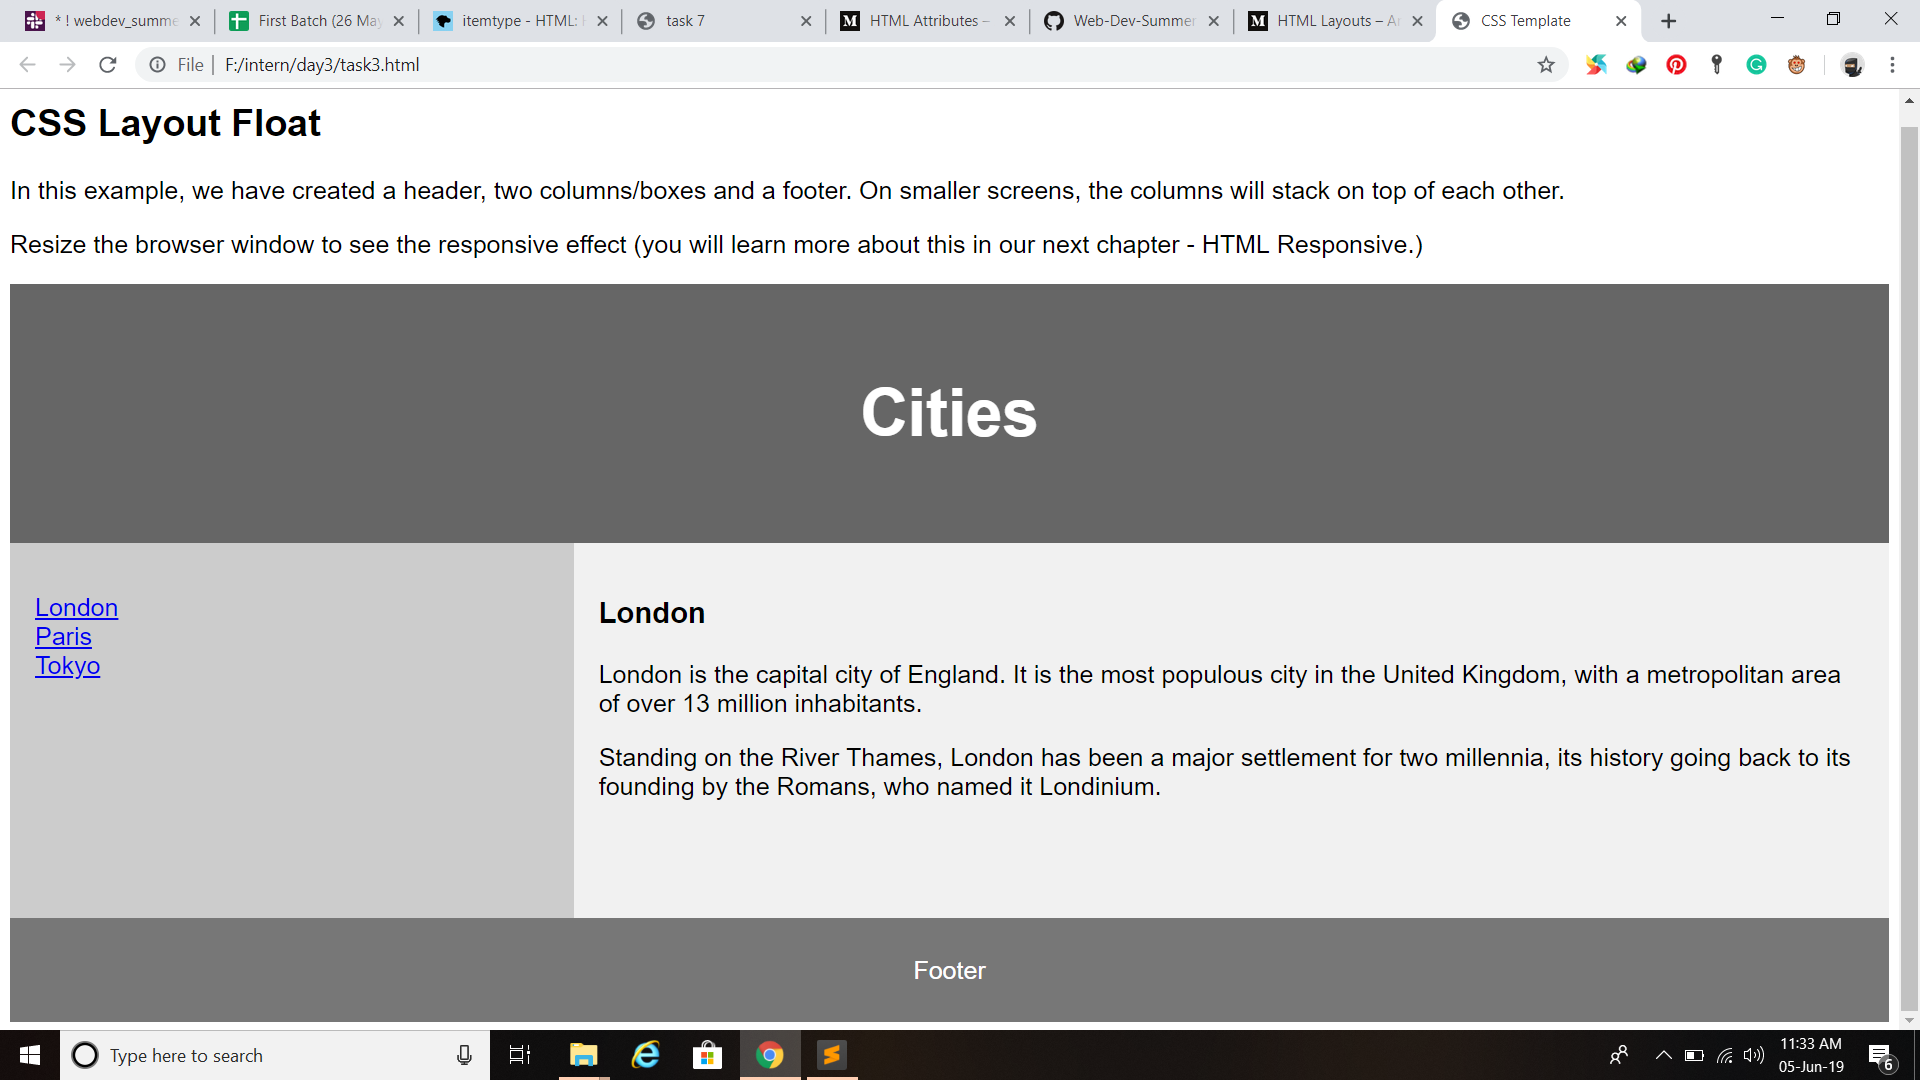 * ! webdev_summe
First Batch (26 May
itemtype - HTML: H
task 7
HTML Attributes –
Web-Dev-Summer
HTML Layouts – Ar
CSS Template
File
F:/intern/day3/task3.html
CSS Layout Float
In this example, we have created a header, two columns/boxes and a footer. On smaller screens, the columns will stack on top of each other.
Resize the browser window to see the responsive effect (you will learn more about this in our next chapter - HTML Responsive.)
Cities
London
Paris
Tokyo
London
London is the capital city of England. It is the most populous city in the United Kingdom, with a metropolitan area
of over 13 million inhabitants.
Standing on the River Thames, London has been a major settlement for two millennia, its history going back to its
founding by the Romans, who named it Londinium.
Footer
Type here to search
11:33 AM
05-Jun-19
6